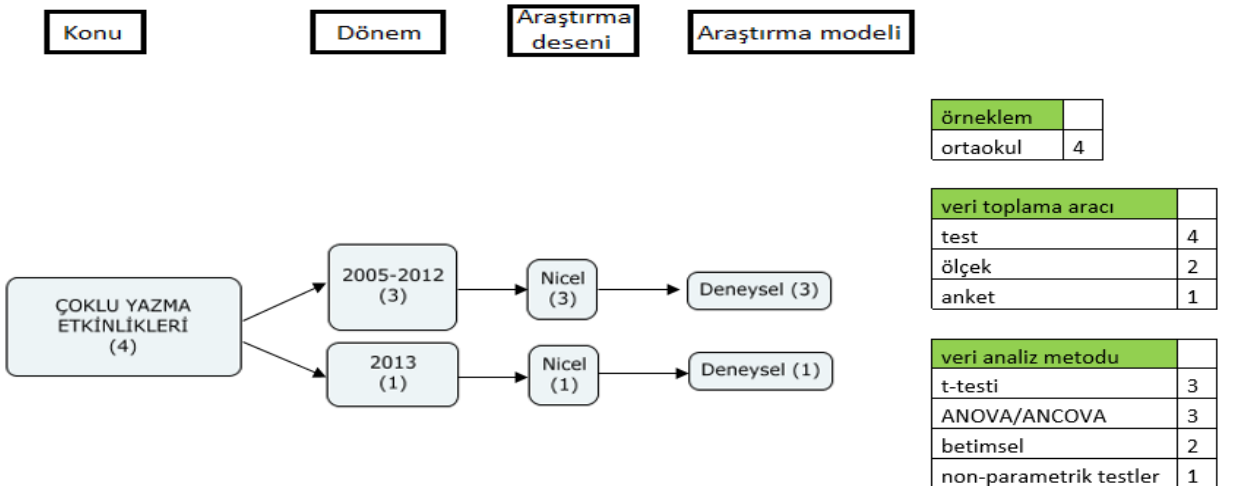 Konu
Dönem
Araştırma
deseni
Araştırma modeli
örneklem
ortaokul 4
veri toplama aracı
test 4
ölçek 2
anket 1
ÇOKLU YAZMA
ETKİNLİKLERİ
(4)
2005-2012
(3)
Nicel
(3)
Deneysel (3)
2013
(1)
Nicel
(1)
Deneysel (1)
veri analiz metodu
t-testi 3
ANOVA/ANCOVA 3
betimsel 2
non-parametrik testler 1